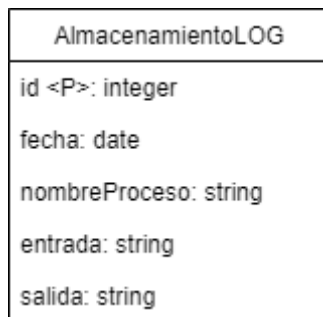 AlmacenamientoLOG
id <P>: integer
fecha: date
nombreProceso: string
entrada: string
salida: string